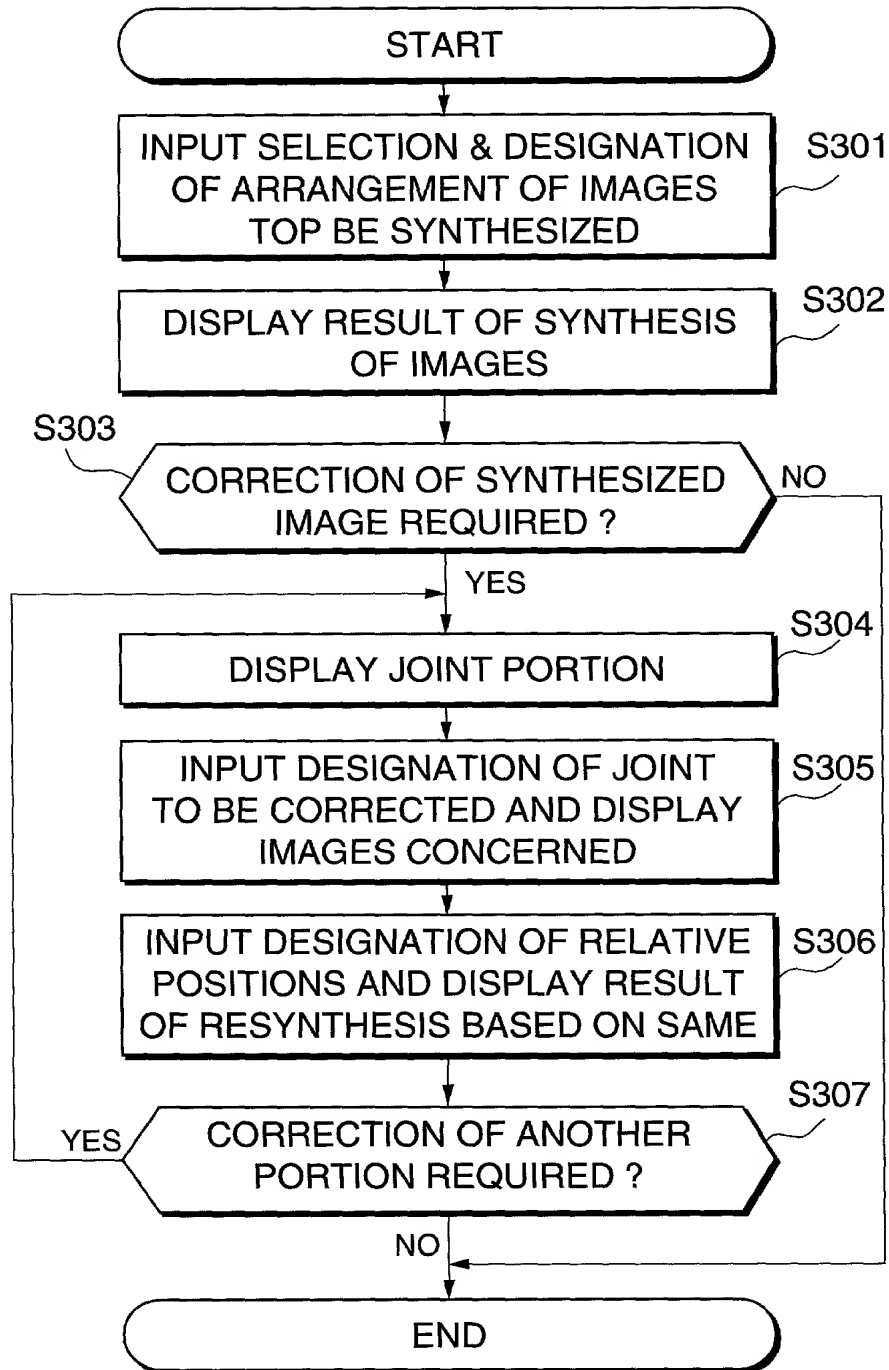 START
INPUT SELECTION & DESIGNATION
OF ARRANGEMENT OF IMAGES
TOP BE SYNTHESIZED
S301
DISPLAY RESULT OF SYNTHESIS
OF IMAGES
S302
S303
CORRECTION OF SYNTHESIZED
IMAGE REQUIRED ?
NO
YES
DISPLAY JOINT PORTION
S304
INPUT DESIGNATION OF JOINT
TO BE CORRECTED AND DISPLAY
IMAGES CONCERNED
S305
INPUT DESIGNATION OF RELATIVE
POSITIONS AND DISPLAY RESULT
OF RESYNTHESIS BASED ON SAME
S306
S307
YES
CORRECTION OF ANOTHER
PORTION REQUIRED ?
NO
END